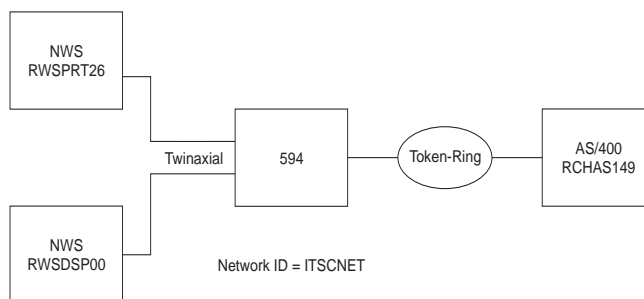 NWS
RWSPRT26
Twinaxial
594
Token-Ring
AS/400
RCHAS149
NWS
RWSDSP00
Network ID = ITSCNET